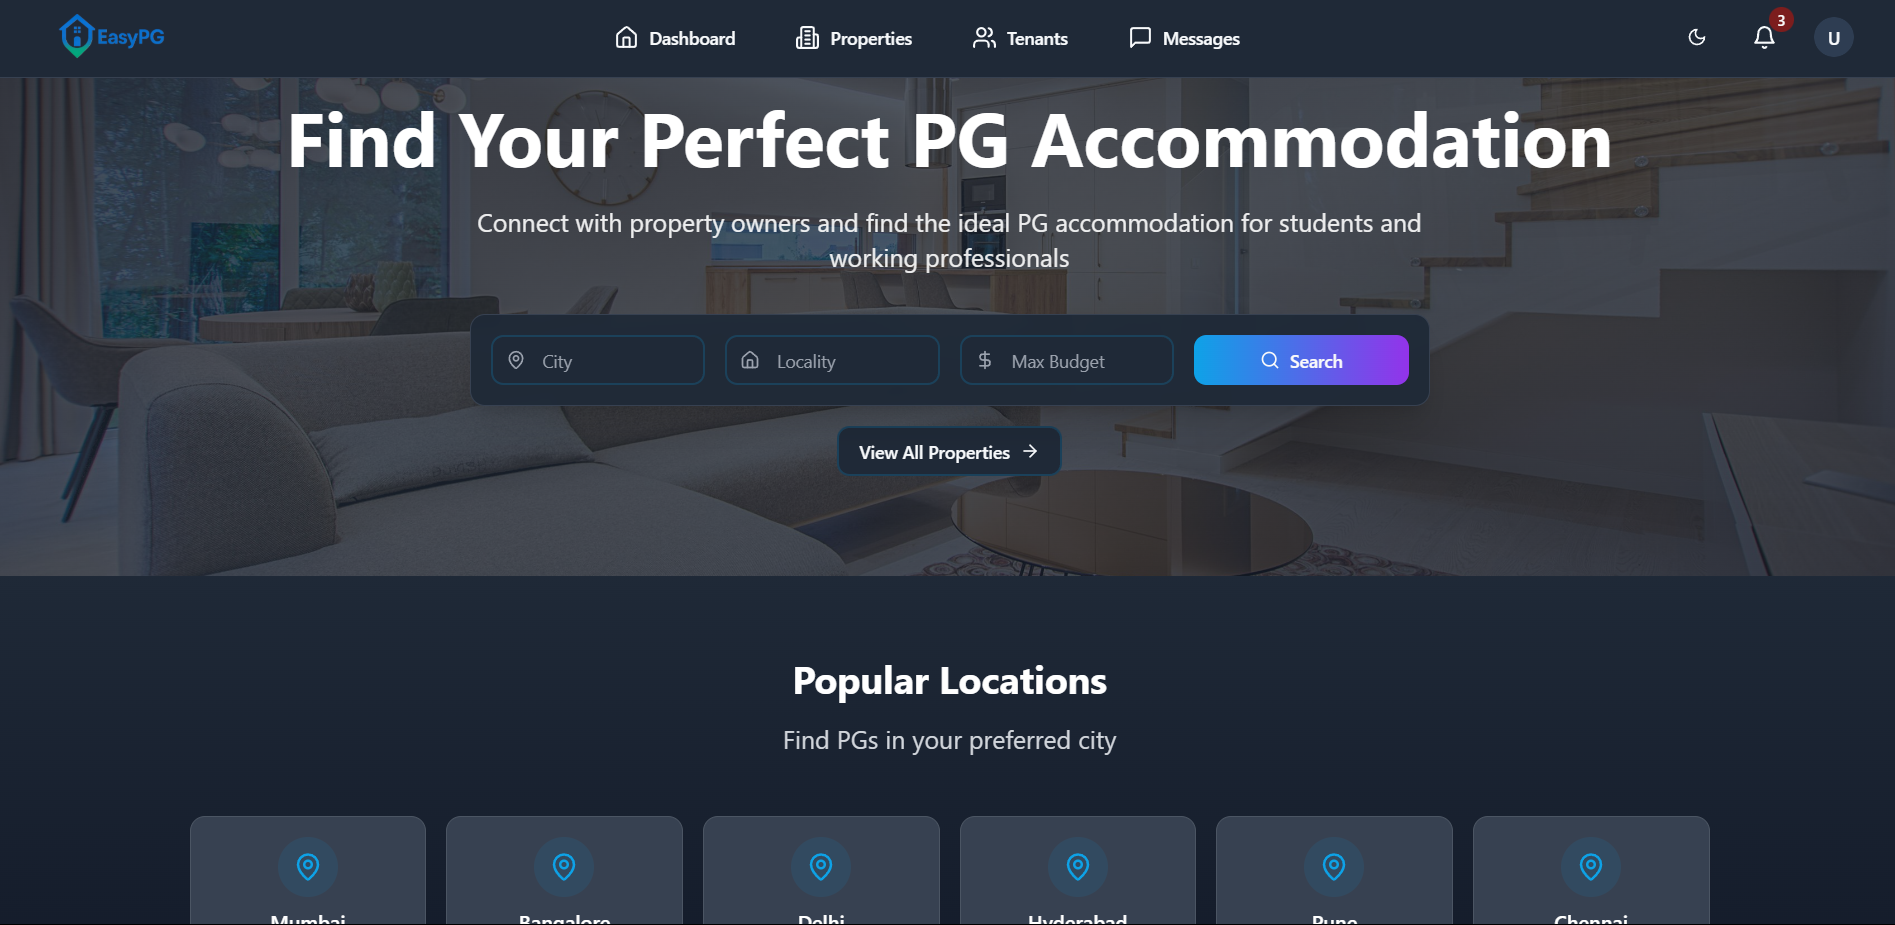 EasyPG
Dashboard
Properties
Tenants
Messages
3
U
Find Your Perfect PG Accommodation
Connect with property owners and find the ideal PG accommodation for students and
working professionals
City
Locality
$ Max Budget
Search
View All Properties
Popular Locations
Find PGs in your preferred city
Mumbai
Bangalore
Delhi
Hyderabad
Pune
Chennai